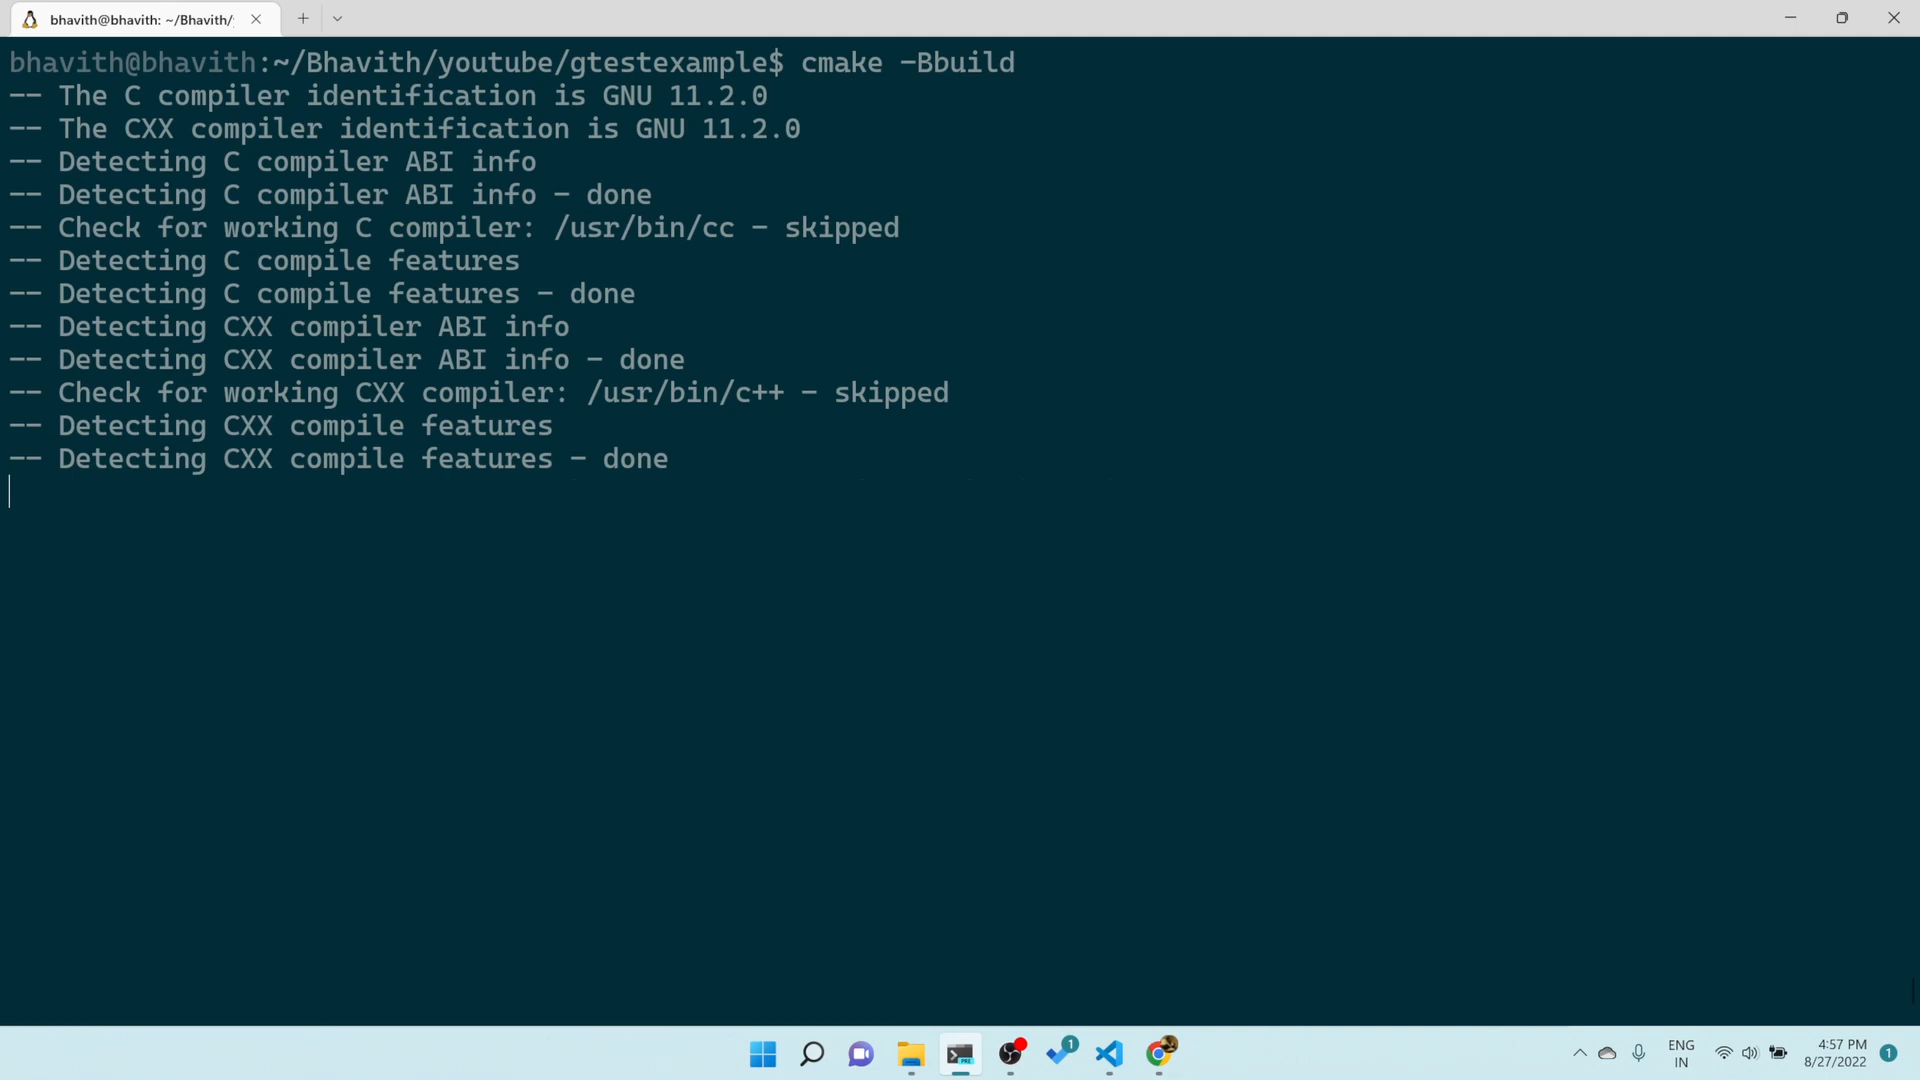 bhavith@bhavith: ~/Bhavith/
bhavith@bhavith:~/Bhavith/youtube/gtestexample$ cmake -Bbuild
-- The C compiler identification is GNU 11.2.0
-- The CXX compiler identification is GNU 11.2.0
-- Detecting C compiler ABI info
-- Detecting C compiler ABI info - done
-- Check for working C compiler: /usr/bin/cc - skipped
-- Detecting C compile features
-- Detecting C compile features - done
-- Detecting CXX compiler ABI info
-- Detecting CXX compiler ABI info - done
-- Check for working CXX compiler: /usr/bin/c++ - skipped
-- Detecting CXX compile features
-- Detecting CXX compile features - done
PRE
1
ENG
IN
4:57 PM
8/27/2022
1